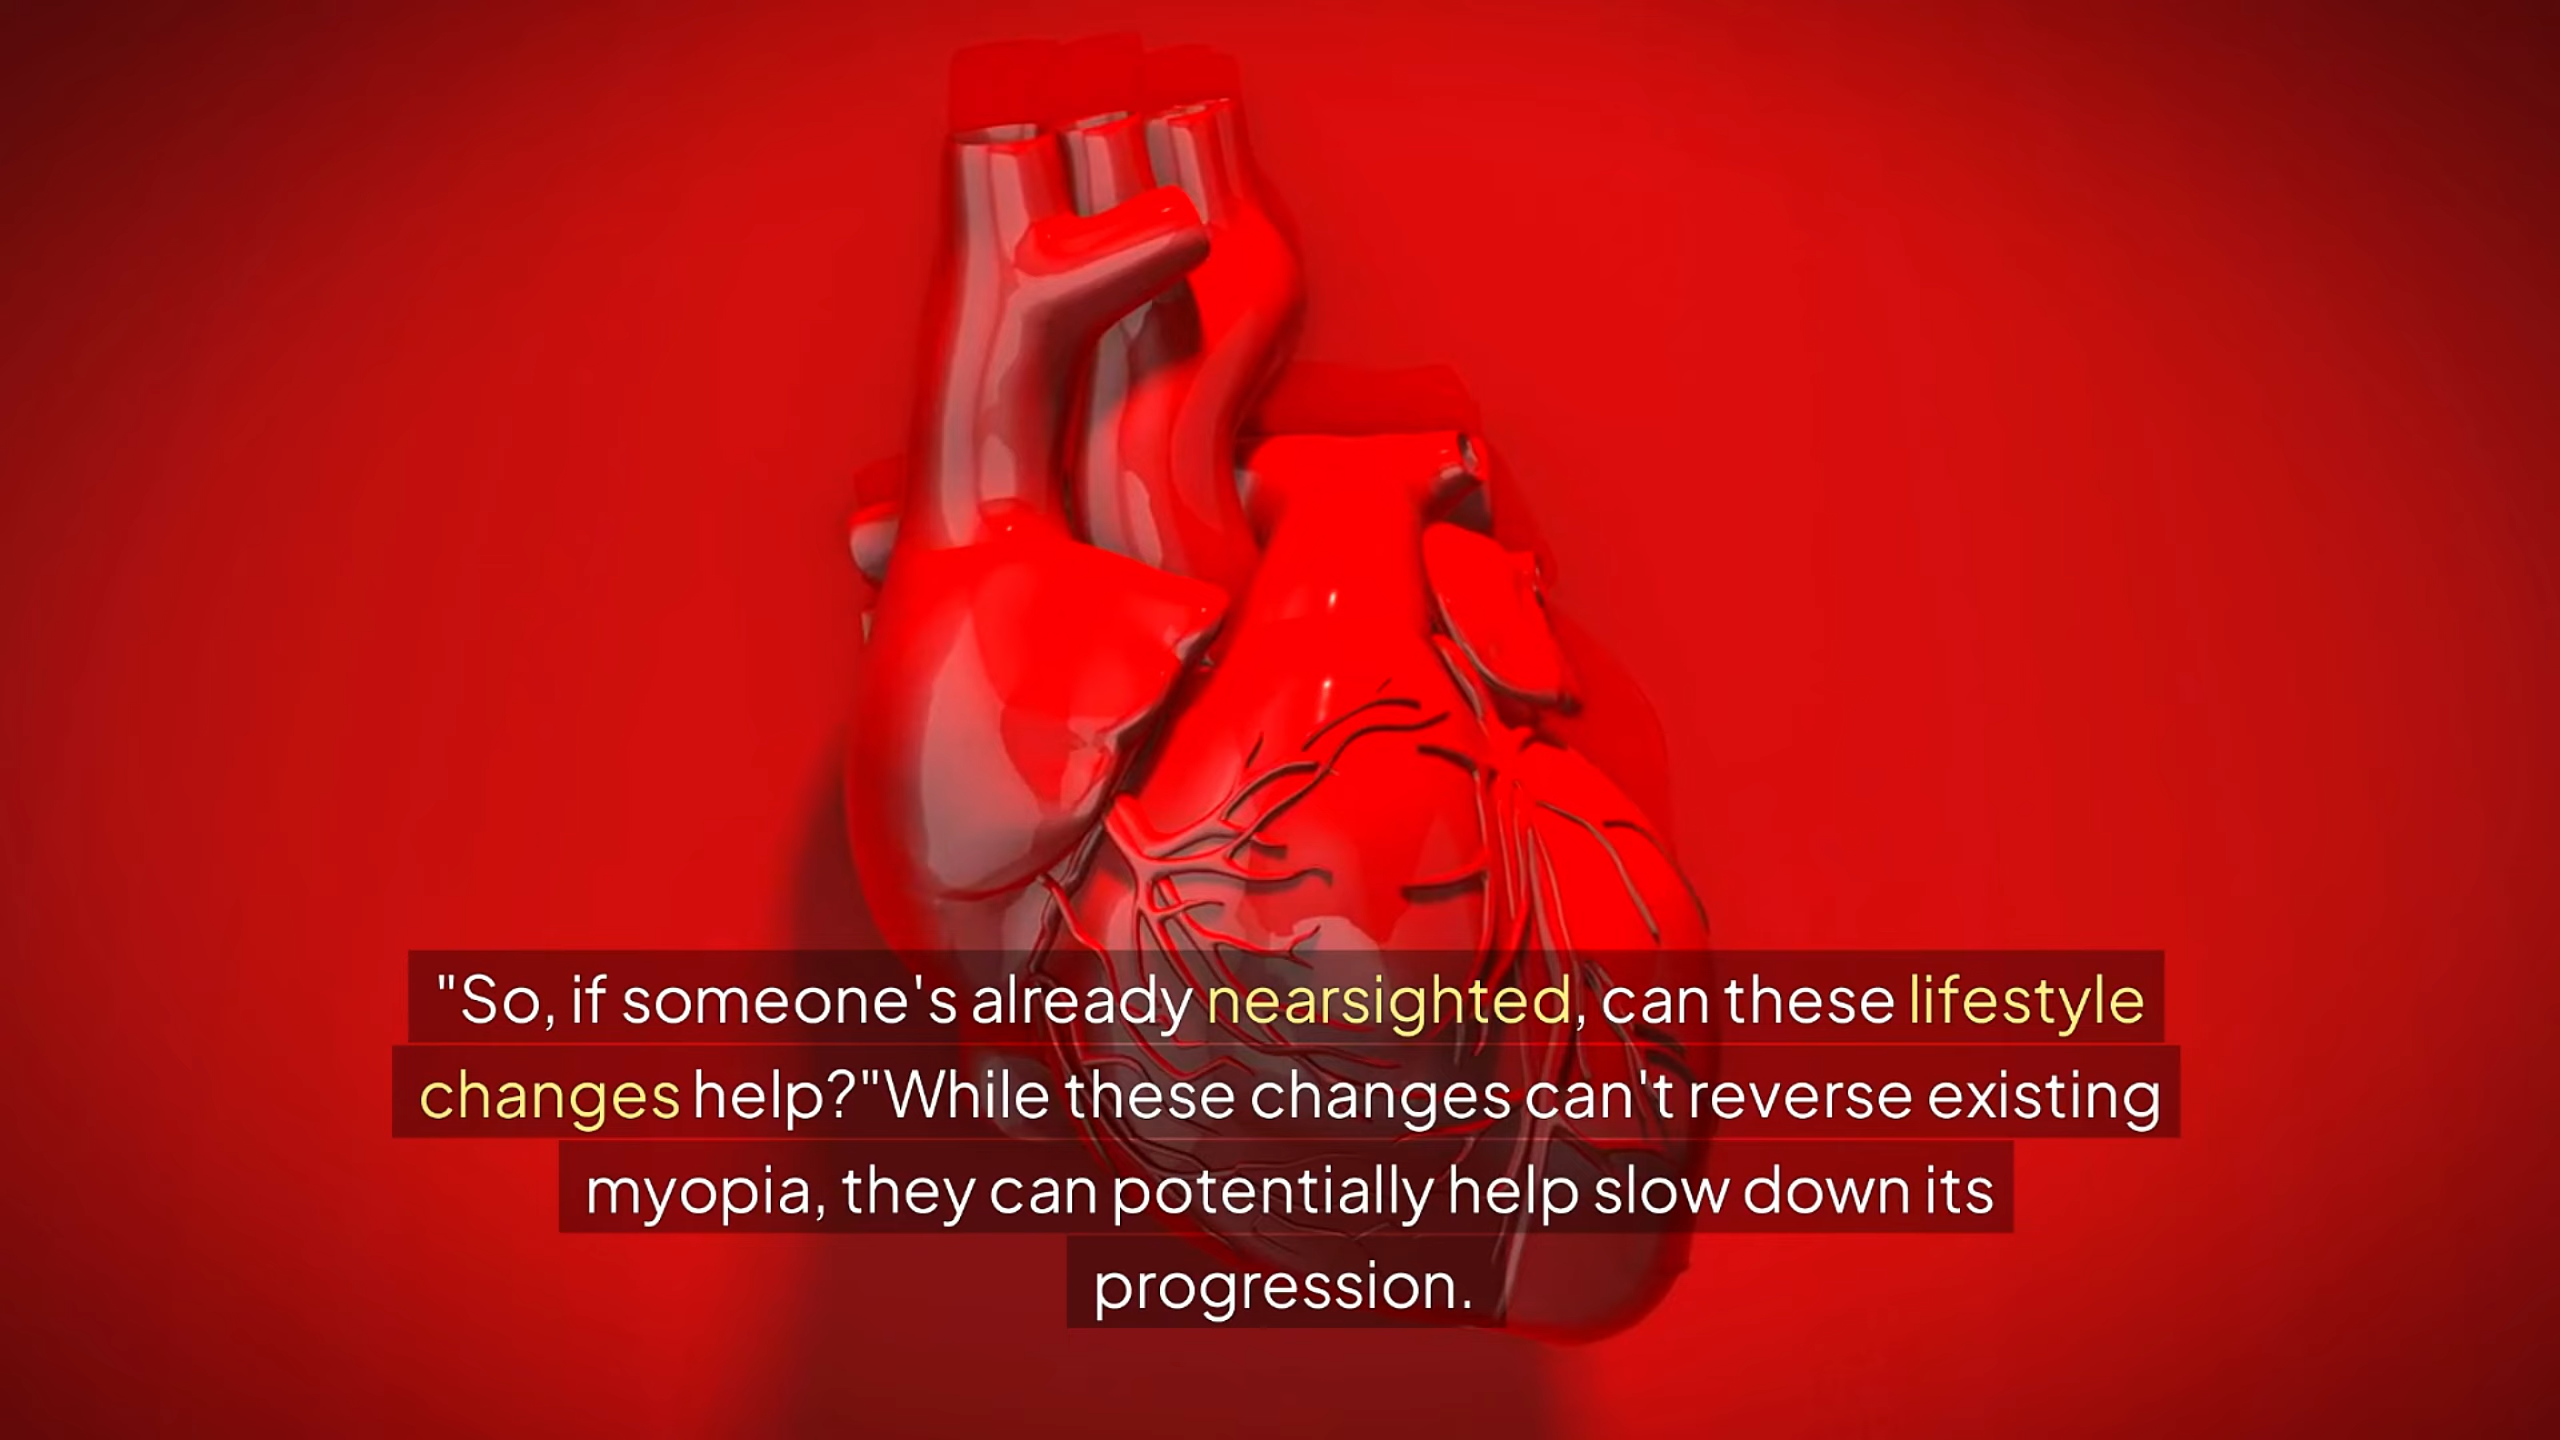 "So, if someone's already nearsighted, can these lifestyle
changes help?"While these changes can't reverse existing
myopia, they can potentially help slow down its
progression.